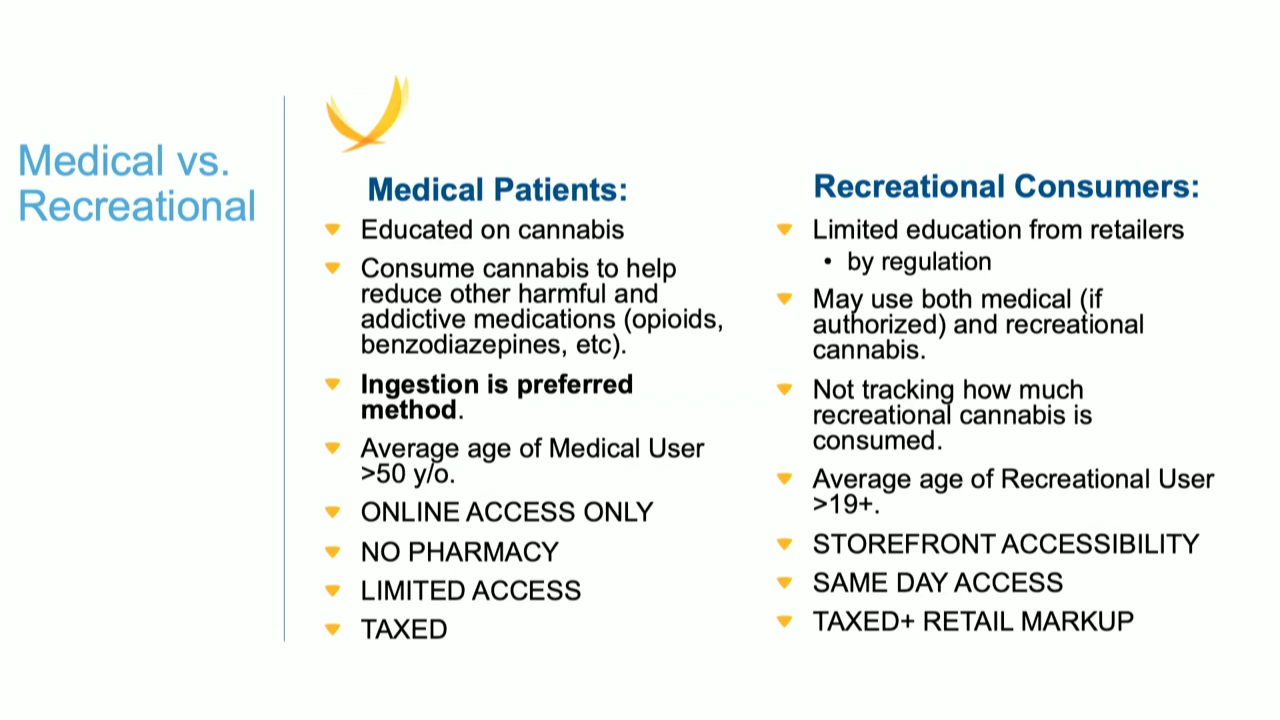 Medical vs.
Recreational
Medical Patients:
Educated on cannabis
Consume cannabis to help
reduce other harmful and
addictive medications (opioids,
benzodiazepines, etc).
Ingestion is preferred
method.
Average age of Medical User
>50 y/o.
ONLINE ACCESS ONLY
NO PHARMACY
LIMITED ACCESS
TAXED
Recreational Consumers:
Limited education from retailers
• by regulation
May use both medical (if
authorized) and recreational
cannabis.
Not tracking how much
recreational cannabis is
consumed.
Average age of Recreational User
>19+.
STOREFRONT ACCESSIBILITY
SAME DAY ACCESS
TAXED+ RETAIL MARKUP